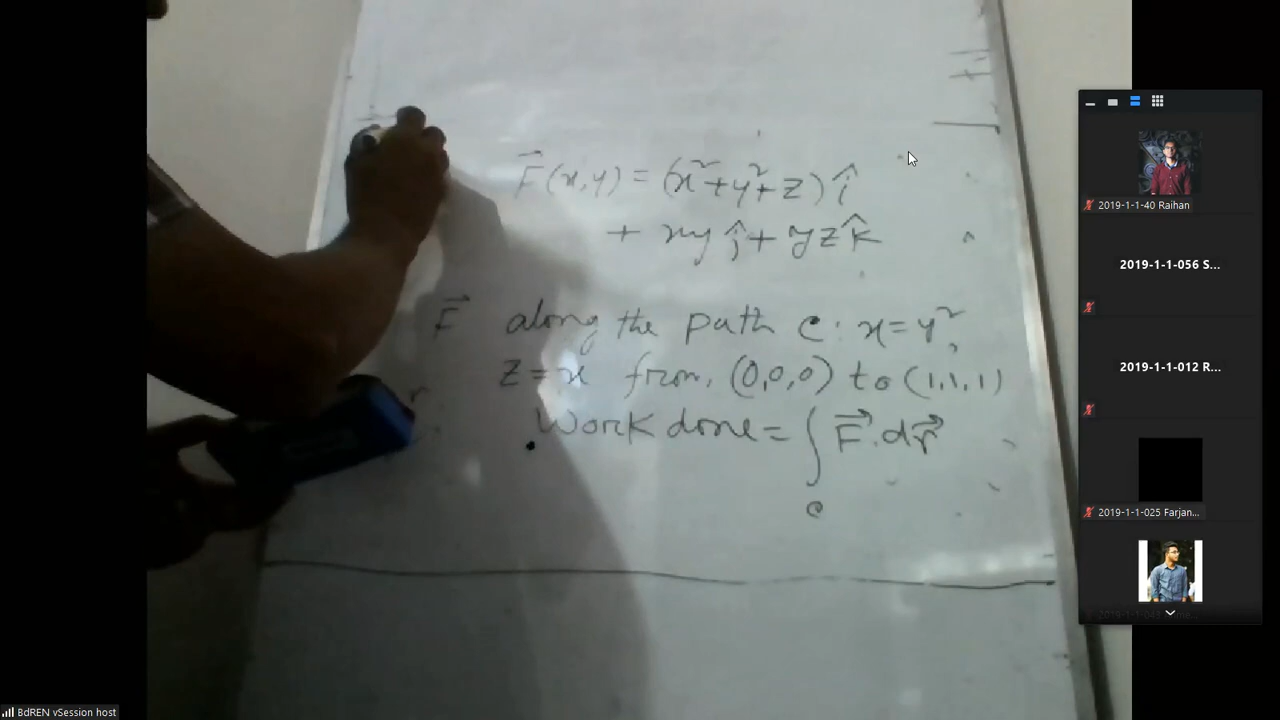 F⃗(x,y) = (x²+y²+z) î
+ xy ĵ + yz k̂
F⃗ along the path C: x=y²,
z=x from, (0,0,0) to (1,1,1)
Work done = ∫ F⃗.dr⃗
C
2019-1-1-40 Raihan
2019-1-1-056 S...
2019-1-1-012 R...
2019-1-1-025 Farjan...
BdREN vSession host